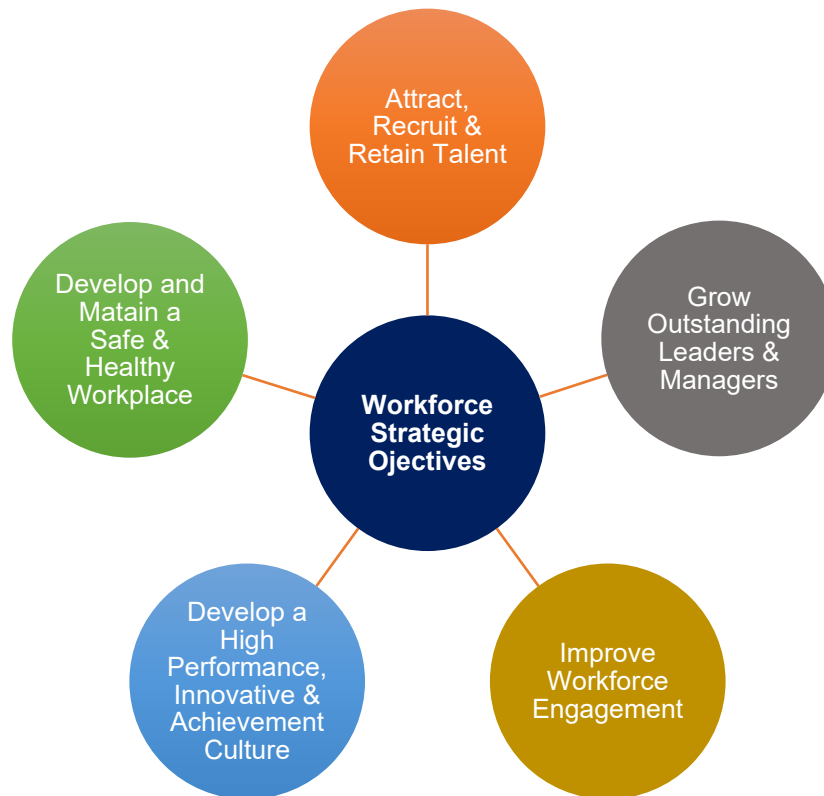 Attract,
Recruit &
Retain Talent
Grow
Outstanding
Leaders &
Managers
Improve
Workforce
Engagement
Develop a
High
Performance,
Innovative &
Achievement
Culture
Develop and
Matain a
Safe &
Healthy
Workplace
Workforce
Strategic
Ojectives